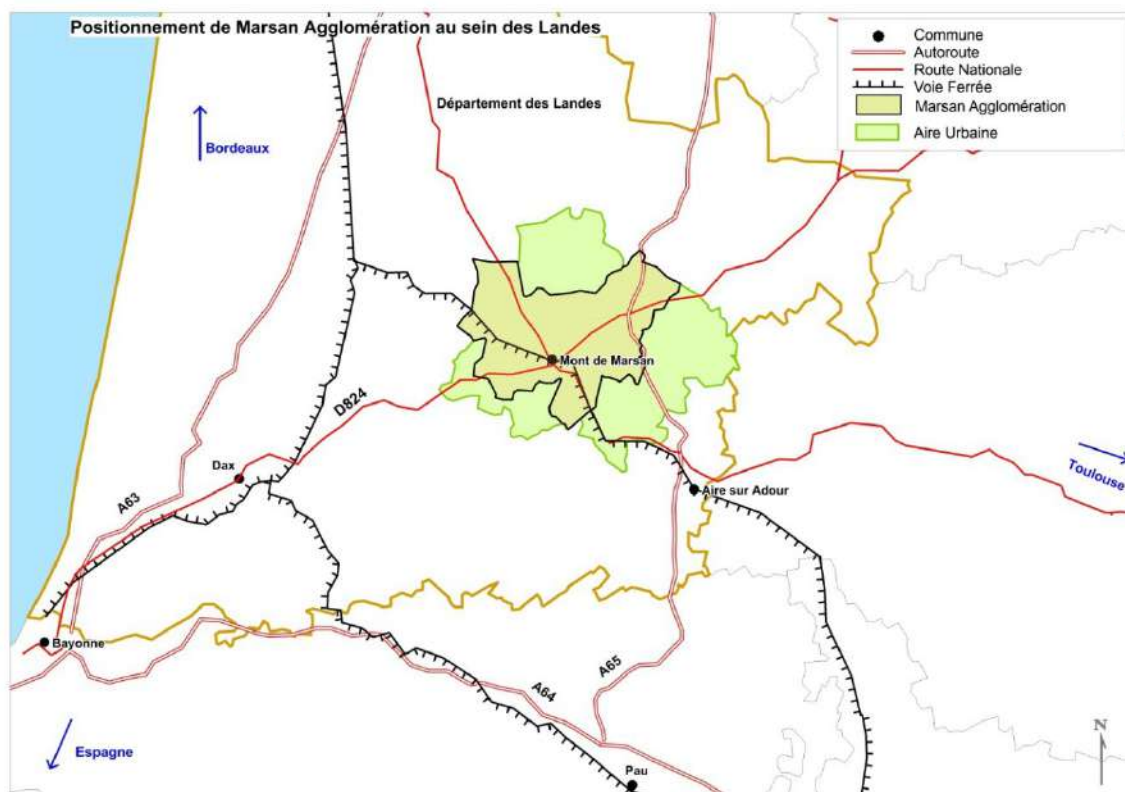 Positionnement de Marsan Agglomération au sein des Landes
Commune
Autoroute
Route Nationale
Voie Ferrée
Marsan Agglomération
Aire Urbaine
Département des Landes
Bordeaux
Mont de Marsan
D824
Dax
Toulouse
A63
Aire sur Adour
Bayonne
A65
A64
Espagne
Pau
N